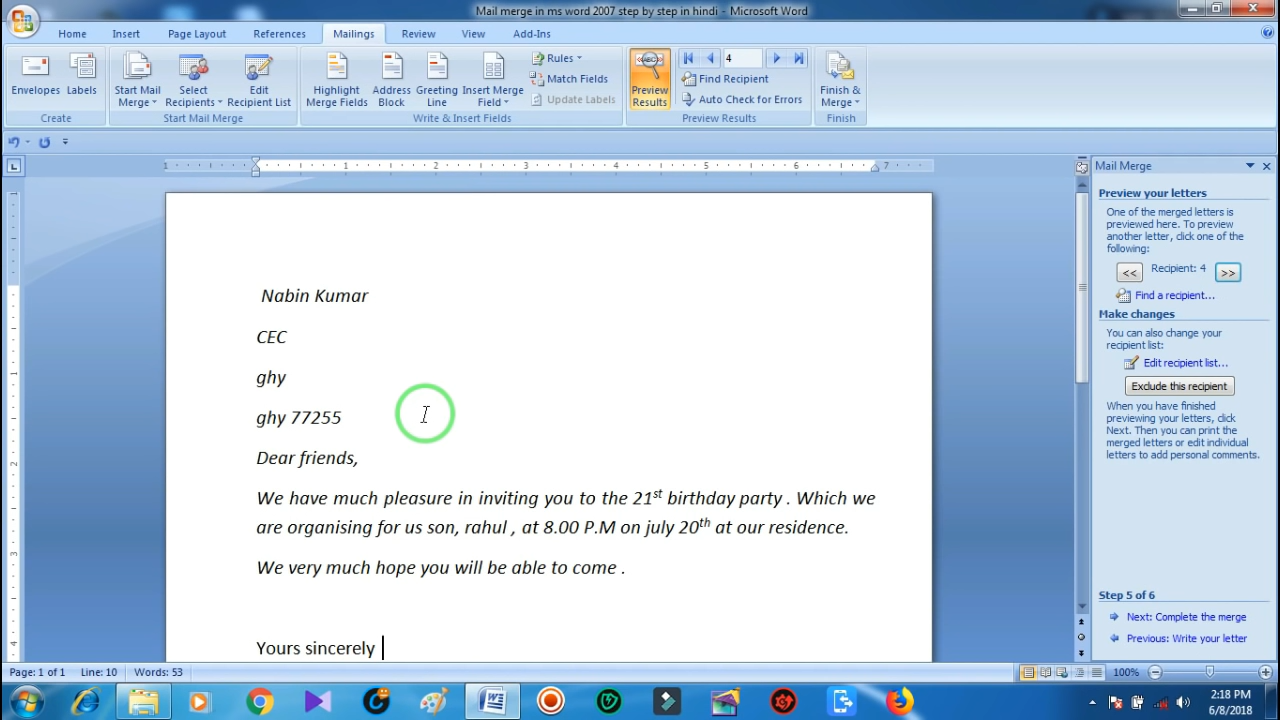 Mail merge in ms word 2007 step by step in hindi - Microsoft Word
Home Insert Page Layout References Mailings Review View Add-Ins
Envelopes Labels
Create
Start Mail Merge Select Recipients Edit Recipient List
Start Mail Merge
Highlight Merge Fields Address Block Greeting Line Insert Merge Field
Rules
Match Fields
Update Labels
Write & Insert Fields
ABC
Preview Results
4
Find Recipient
Auto Check for Errors
Preview Results
Finish & Merge
Finish
1 1 2 3 4 5 6 7
Mail Merge
Preview your letters
One of the merged letters is
previewed here. To preview
another letter, click one of the
following:
<< Recipient: 4 >>
Find a recipient...
Make changes
You can also change your
recipient list:
Edit recipient list...
Exclude this recipient
When you have finished
previewing your letters, click
Next. Then you can print the
merged letters or edit individual
letters to add personal comments.
Step 5 of 6
Next: Complete the merge
Previous: Write your letter
Nabin Kumar
CEC
ghy
ghy 77255
Dear friends,
We have much pleasure in inviting you to the 21st birthday party . Which we
are organising for us son, rahul , at 8.00 P.M on july 20th at our residence.
We very much hope you will be able to come .
Yours sincerely
Page: 1 of 1 Line: 10 Words: 53
100%
2:18 PM
6/8/2018